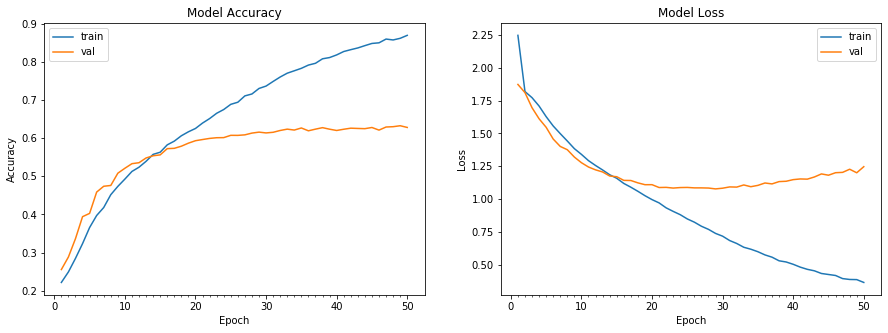 Model Accuracy
train
val
Accuracy
0.9
0.8
0.7
0.6
0.5
0.4
0.3
0.2
0 10 20 30 40 50
Epoch
Model Loss
train
val
Loss
2.25
2.00
1.75
1.50
1.25
1.00
0.75
0.50
0 10 20 30 40 50
Epoch